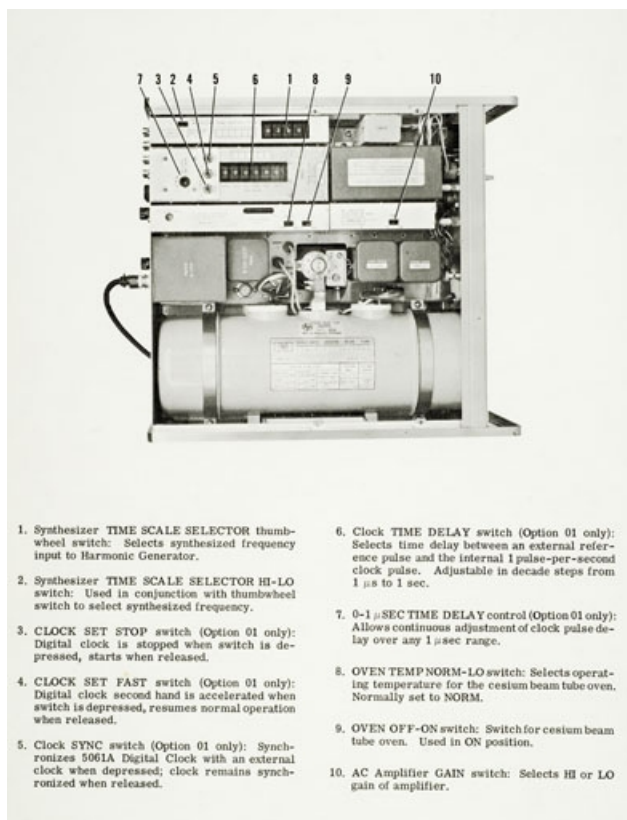 7 3 2 4 5 6 1 8 9 10
1. Synthesizer TIME SCALE SELECTOR thumb-
wheel switch: Selects synthesized frequency
input to Harmonic Generator.
2. Synthesizer TIME SCALE SELECTOR HI-LO
switch: Used in conjunction with thumbwheel
switch to select synthesized frequency.
3. CLOCK SET STOP switch (Option 01 only):
Digital clock is stopped when switch is de-
pressed, starts when released.
4. CLOCK SET FAST switch (Option 01 only):
Digital clock second hand is accelerated when
switch is depressed, resumes normal operation
when released.
5. Clock SYNC switch (Option 01 only): Synch-
ronizes 5061A Digital Clock with an external
clock when depressed; clock remains synch-
ronized when released.
6. Clock TIME DELAY switch (Option 01 only):
Selects time delay between an external refer-
ence pulse and the internal 1 pulse-per-second
clock pulse. Adjustable in decade steps from
1 μs to 1 sec.
7. 0-1 μSEC TIME DELAY control (Option 01 only):
Allows continuous adjustment of clock pulse de-
lay over any 1 μsec range.
8. OVEN TEMP NORM-LO switch: Selects operat-
ing temperature for the cesium beam tube oven.
Normally set to NORM.
9. OVEN OFF-ON switch: Switch for cesium beam
tube oven. Used in ON position.
10. AC Amplifier GAIN switch: Selects HI or LO
gain of amplifier.